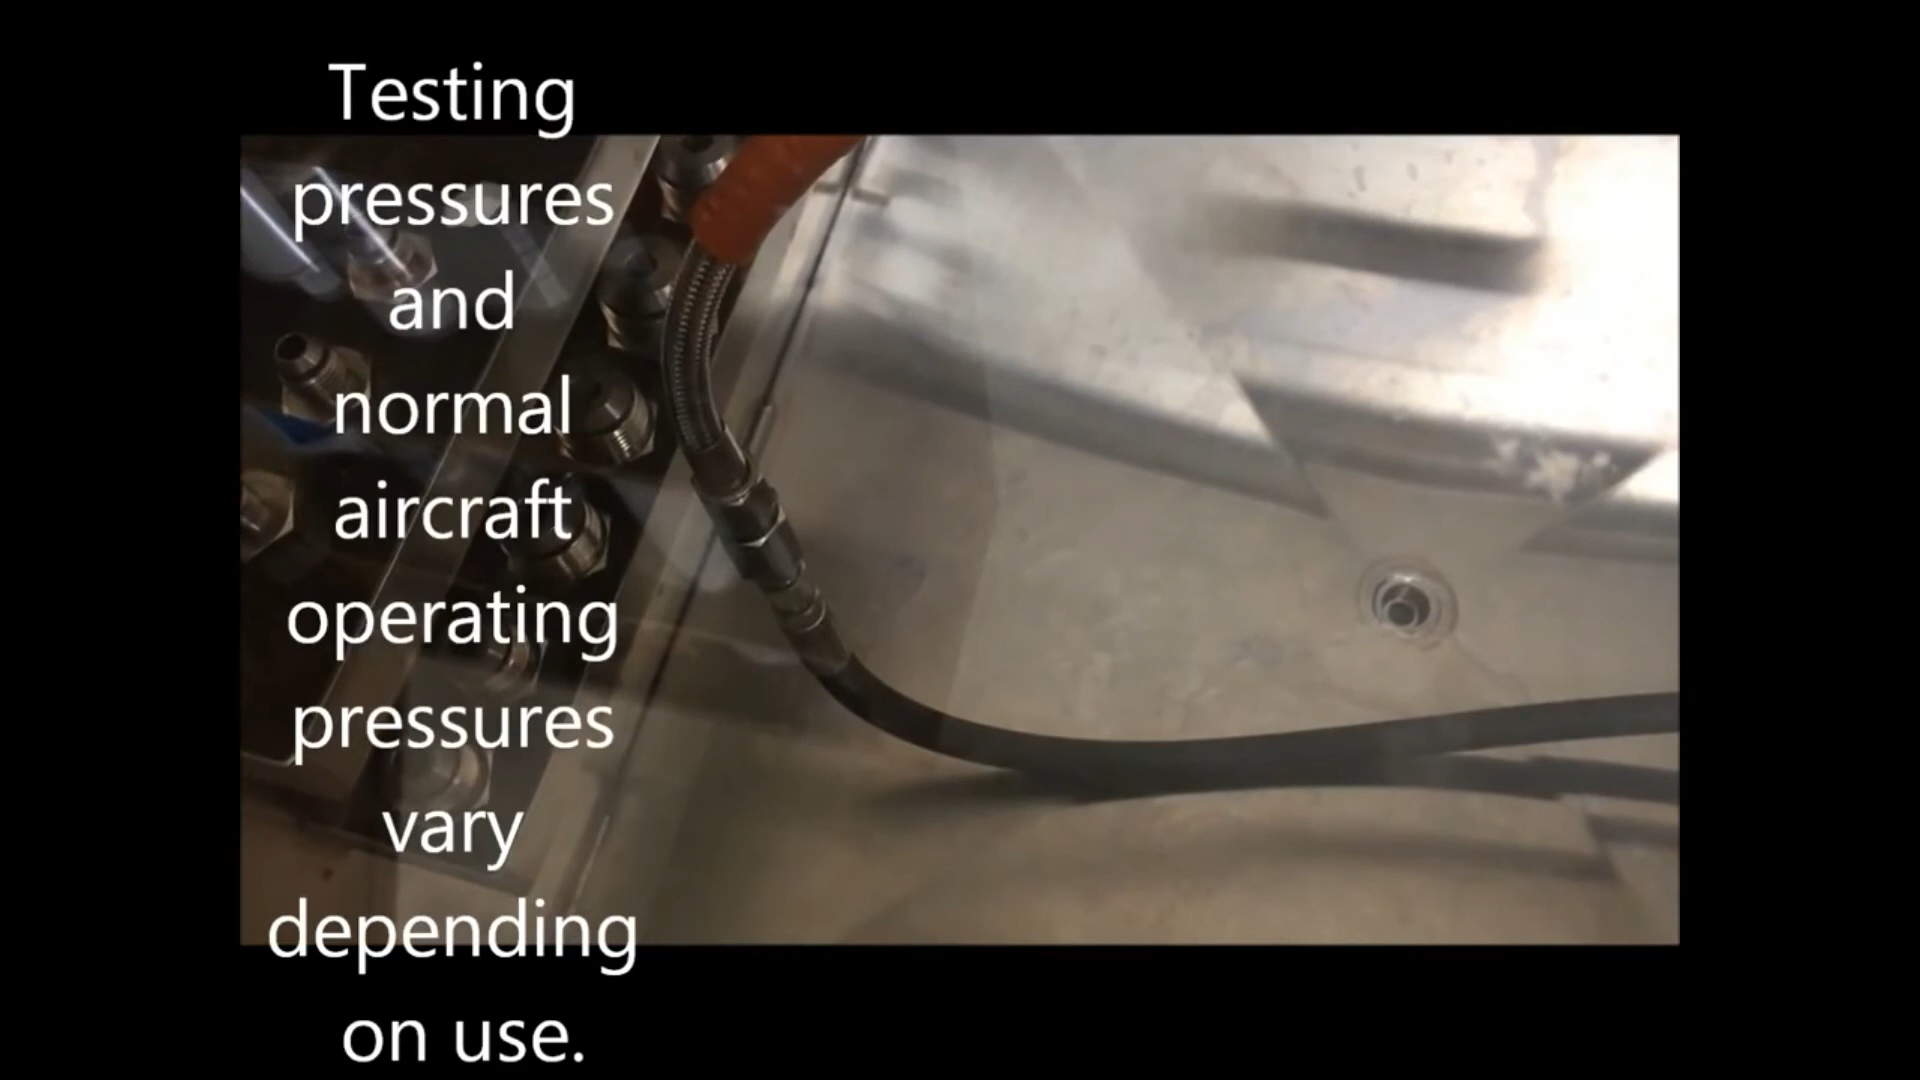 Testing
pressures
and
normal
aircraft
operating
pressures
vary
depending
on use.